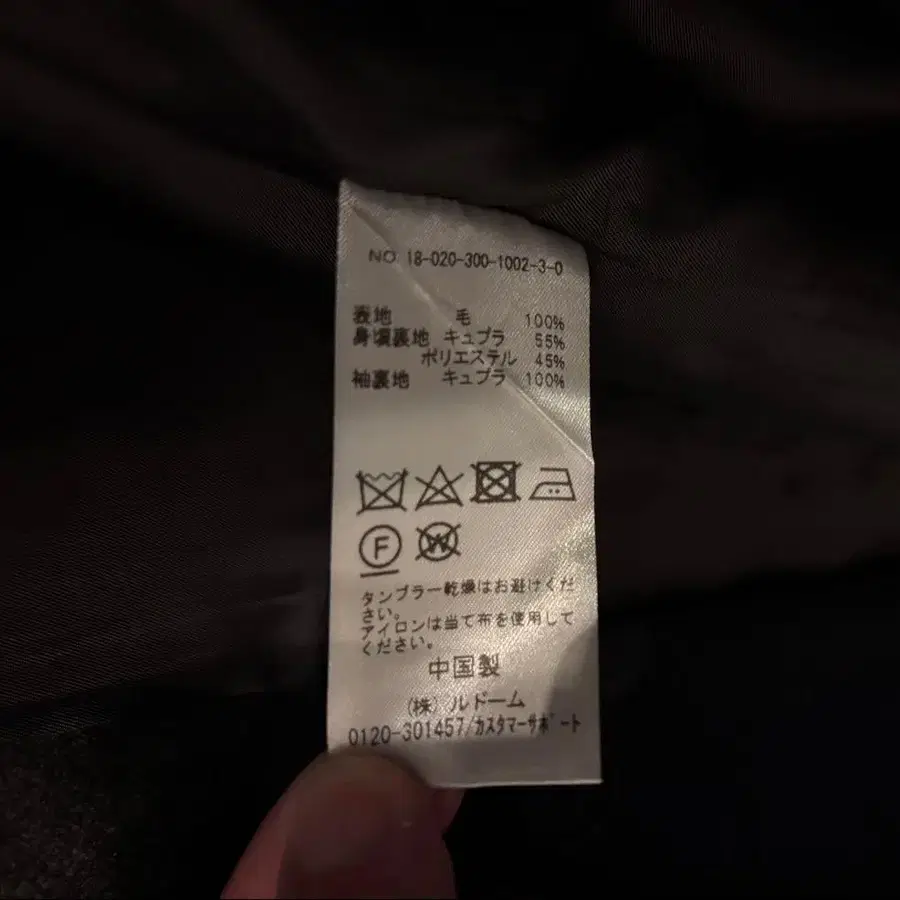 NO 18-020-300-1002-3-0
表地 毛 100%
身頃裏地 キュプラ 55%
ポリエステル 45%
袖裏地 キュプラ 100%
F W
タンブラー乾燥はお避けくだ
さい。
アイロンは当て布を使用して
ください。
中国製
(株) ルドーム
0120-301457/カスタマーサポート